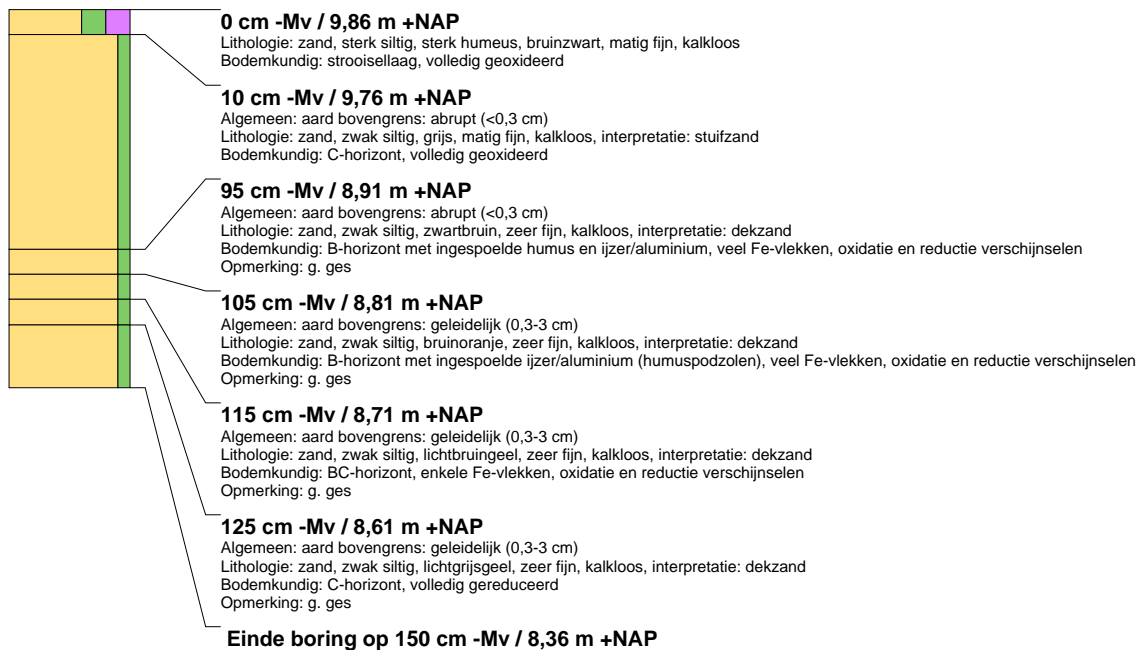 0 cm -Mv / 9,86 m +NAP
Lithologie: zand, sterk siltig, sterk humeus, bruinzwart, matig fijn, kalkloos
Bodemkundig: strooisellaag, volledig geoxideerd
10 cm -Mv / 9,76 m +NAP
Algemeen: aard bovengrens: abrupt (<0,3 cm)
Lithologie: zand, zwak siltig, grijs, matig fijn, kalkloos, interpretatie: stuifzand
Bodemkundig: C-horizont, volledig geoxideerd
95 cm -Mv / 8,91 m +NAP
Algemeen: aard bovengrens: abrupt (<0,3 cm)
Lithologie: zand, zwak siltig, zwartbruin, zeer fijn, kalkloos, interpretatie: dekzand
Bodemkundig: B-horizont met ingespoelde humus en ijzer/aluminium, veel Fe-vlekken, oxidatie en reductie verschijnselen
Opmerking: g. ges
105 cm -Mv / 8,81 m +NAP
Algemeen: aard bovengrens: geleidelijk (0,3-3 cm)
Lithologie: zand, zwak siltig, bruinoranje, zeer fijn, kalkloos, interpretatie: dekzand
Bodemkundig: B-horizont met ingespoelde ijzer/aluminium (humuspodzolen), veel Fe-vlekken, oxidatie en reductie verschijnselen
Opmerking: g. ges
115 cm -Mv / 8,71 m +NAP
Algemeen: aard bovengrens: geleidelijk (0,3-3 cm)
Lithologie: zand, zwak siltig, lichtbruingeel, zeer fijn, kalkloos, interpretatie: dekzand
Bodemkundig: BC-horizont, enkele Fe-vlekken, oxidatie en reductie verschijnselen
Opmerking: g. ges
125 cm -Mv / 8,61 m +NAP
Algemeen: aard bovengrens: geleidelijk (0,3-3 cm)
Lithologie: zand, zwak siltig, lichtgrijsgeel, zeer fijn, kalkloos, interpretatie: dekzand
Bodemkundig: C-horizont, volledig gereduceerd
Opmerking: g. ges
Einde boring op 150 cm -Mv / 8,36 m +NAP